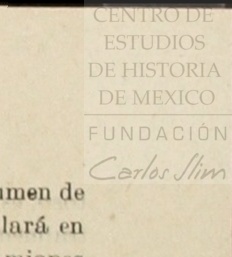 CENTRO DE
ESTUDIOS
DE HISTORIA
DE MEXICO
FUNDACIÓN
Carlos Slim
umen de
lará en